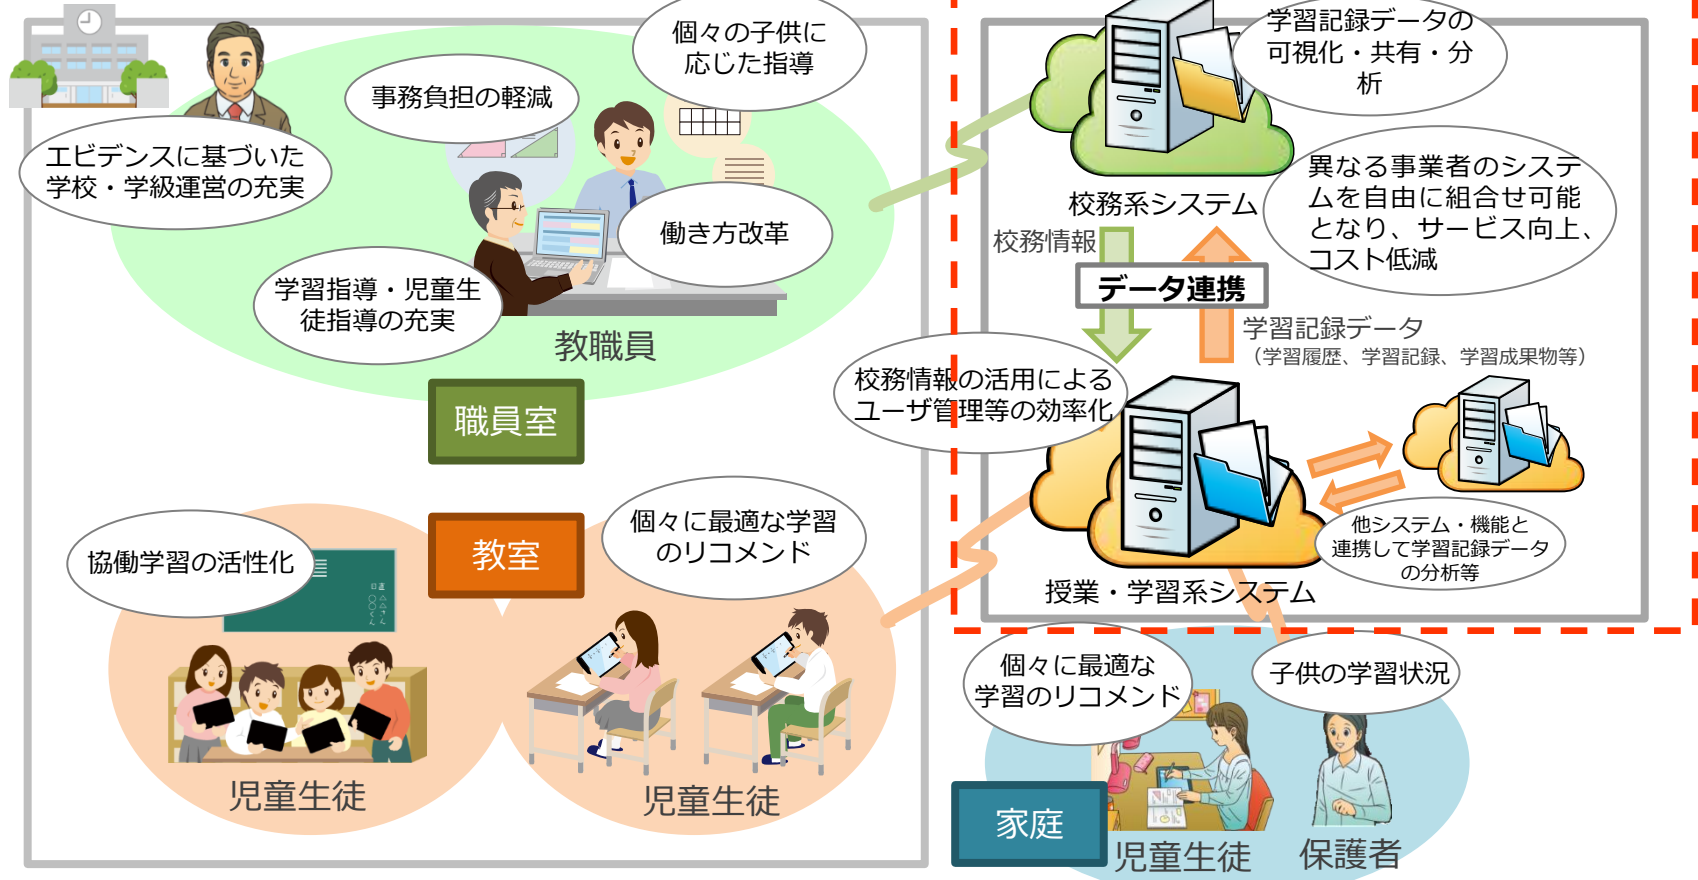 個々の子供に
応じた指導
事務負担の軽減
エビデンスに基づいた
学校・学級運営の充実
働き方改革
学習指導・児童生
徒指導の充実
教職員
職員室
教室
協働学習の活性化
日直
△△さん
〇〇くん
個々に最適な学習
のリコメンド
児童生徒
児童生徒
学習記録データの
可視化・共有・分
析
校務系システム
異なる事業者のシステ
ムを自由に組合せ可能
となり、サービス向上、
コスト低減
校務情報
データ連携
学習記録データ
（学習履歴、学習記録、学習成果物等）
校務情報の活用による
ユーザ管理等の効率化
他システム・機能と
連携して学習記録データ
の分析等
授業・学習系システム
個々に最適な
学習のリコメンド
子供の学習状況
家庭
児童生徒
保護者